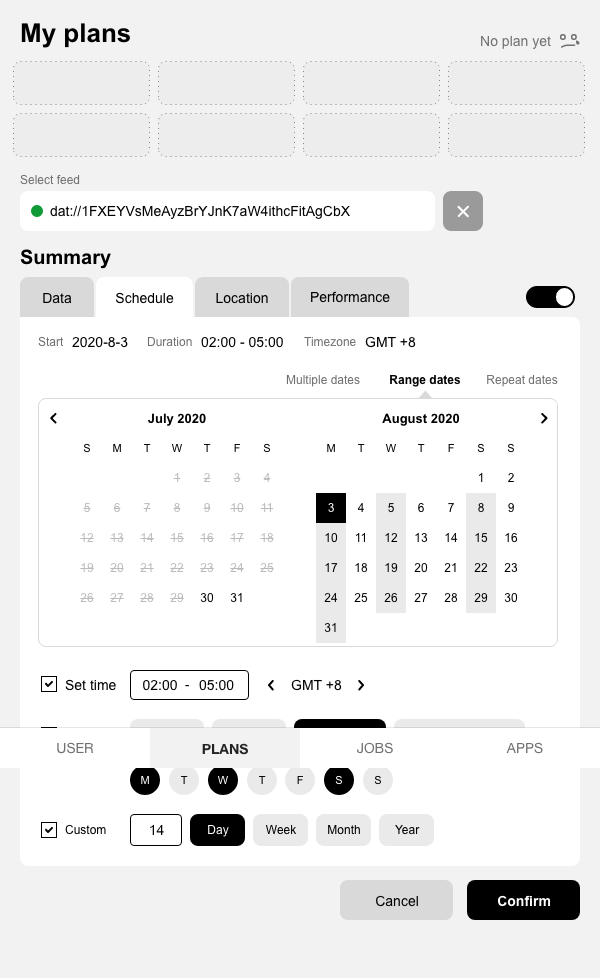 My plans
No plan yet
Select feed
dat://1FXEYVsMeAyzBrYJnK7aW4ithcFitAgCbX
Summary
Data Schedule Location Performance
Start 2020-8-3 Duration 02:00 - 05:00 Timezone GMT +8
Multiple dates Range dates Repeat dates
July 2020 August 2020
S M T W T F S M T W T F S S
1 2 3 4 1 2
5 6 7 8 9 10 11 3 4 5 6 7 8 9
12 13 14 15 16 17 18 10 11 12 13 14 15 16
19 20 21 22 23 24 25 17 18 19 20 21 22 23
26 27 28 29 30 31 24 25 26 27 28 29 30
31
Set time 02:00 - 05:00 GMT +8
USER PLANS JOBS APPS
M T W T F S S
Custom 14 Day Week Month Year
Cancel Confirm